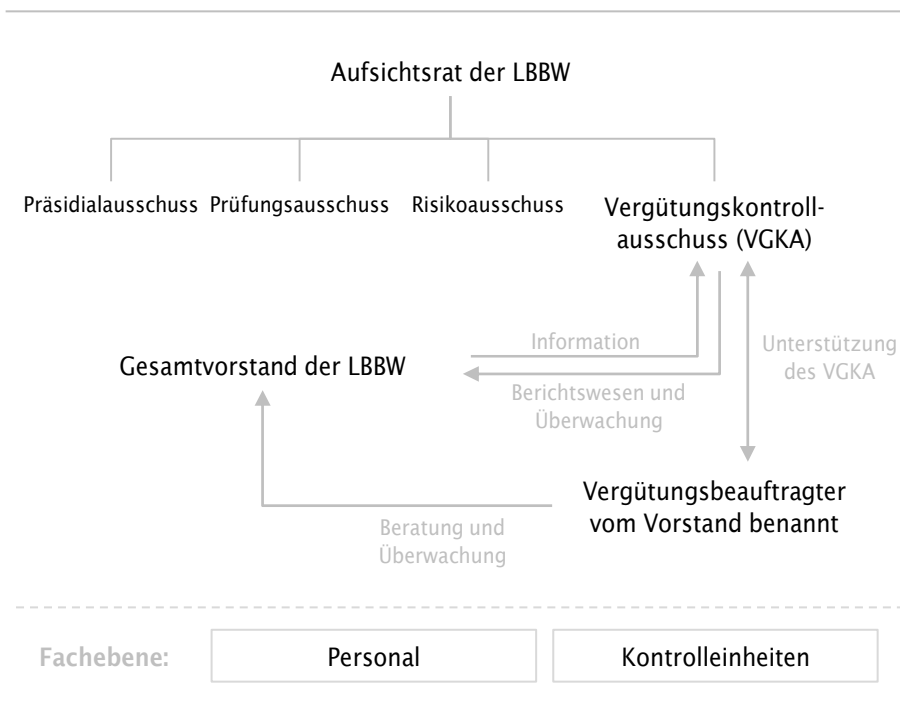 Aufsichtsrat der LBBW
Präsidialausschuss
Prüfungsausschuss
Risikoausschuss
Vergütungskontroll-
ausschuss (VGKA)
Information
Unterstützung
des VGKA
Gesamtvorstand der LBBW
Berichtswesen und
Überwachung
Vergütungsbeauftragter
vom Vorstand benannt
Beratung und
Überwachung
Fachebene:
Personal
Kontrolleinheiten